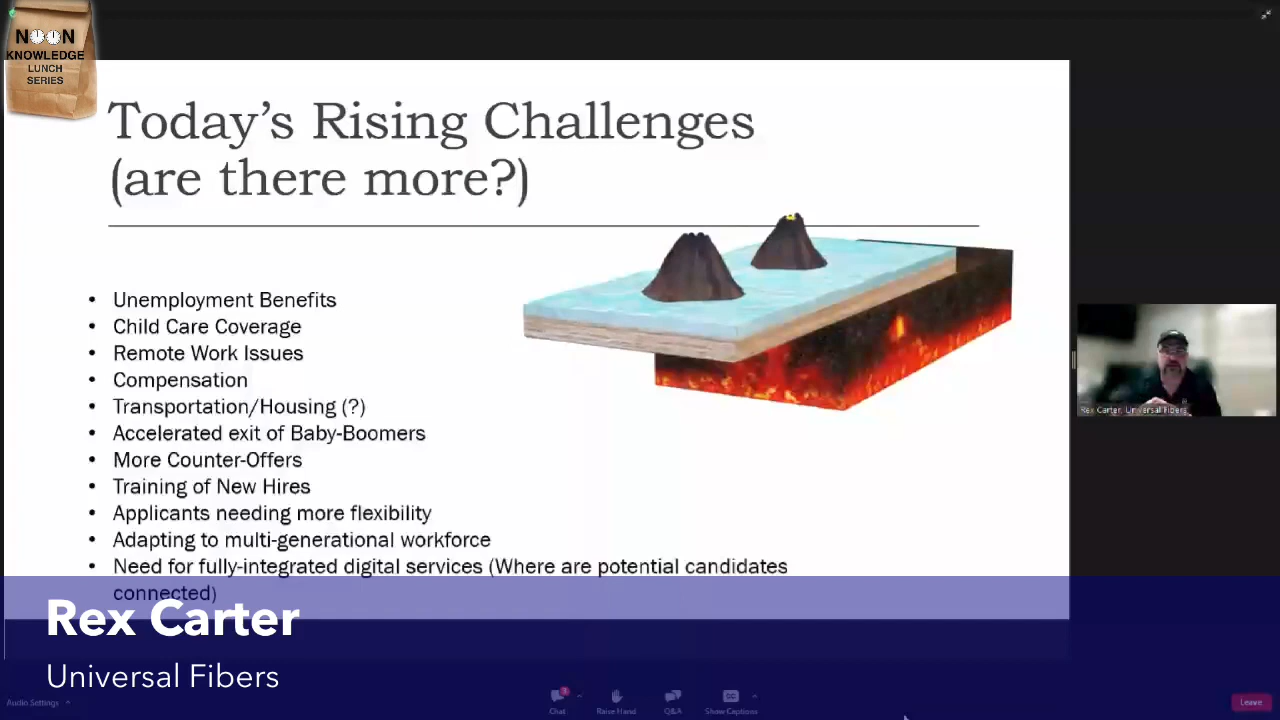 NOON
KNOWLEDGE
LUNCH
SERIES
Today's Rising Challenges
(are there more?)
• Unemployment Benefits
• Child Care Coverage
• Remote Work Issues
• Compensation
• Transportation/Housing (?)
• Accelerated exit of Baby-Boomers
• More Counter-Offers
• Training of New Hires
• Applicants needing more flexibility
• Adapting to multi-generational workforce
• Need for fully-integrated digital services (Where are potential candidates
connected)
Rex Carter, Universal Fibers
Rex Carter
Universal Fibers
Audio Settings
Chat
Raise Hand
Q&A
CC
Show Captions
Leave